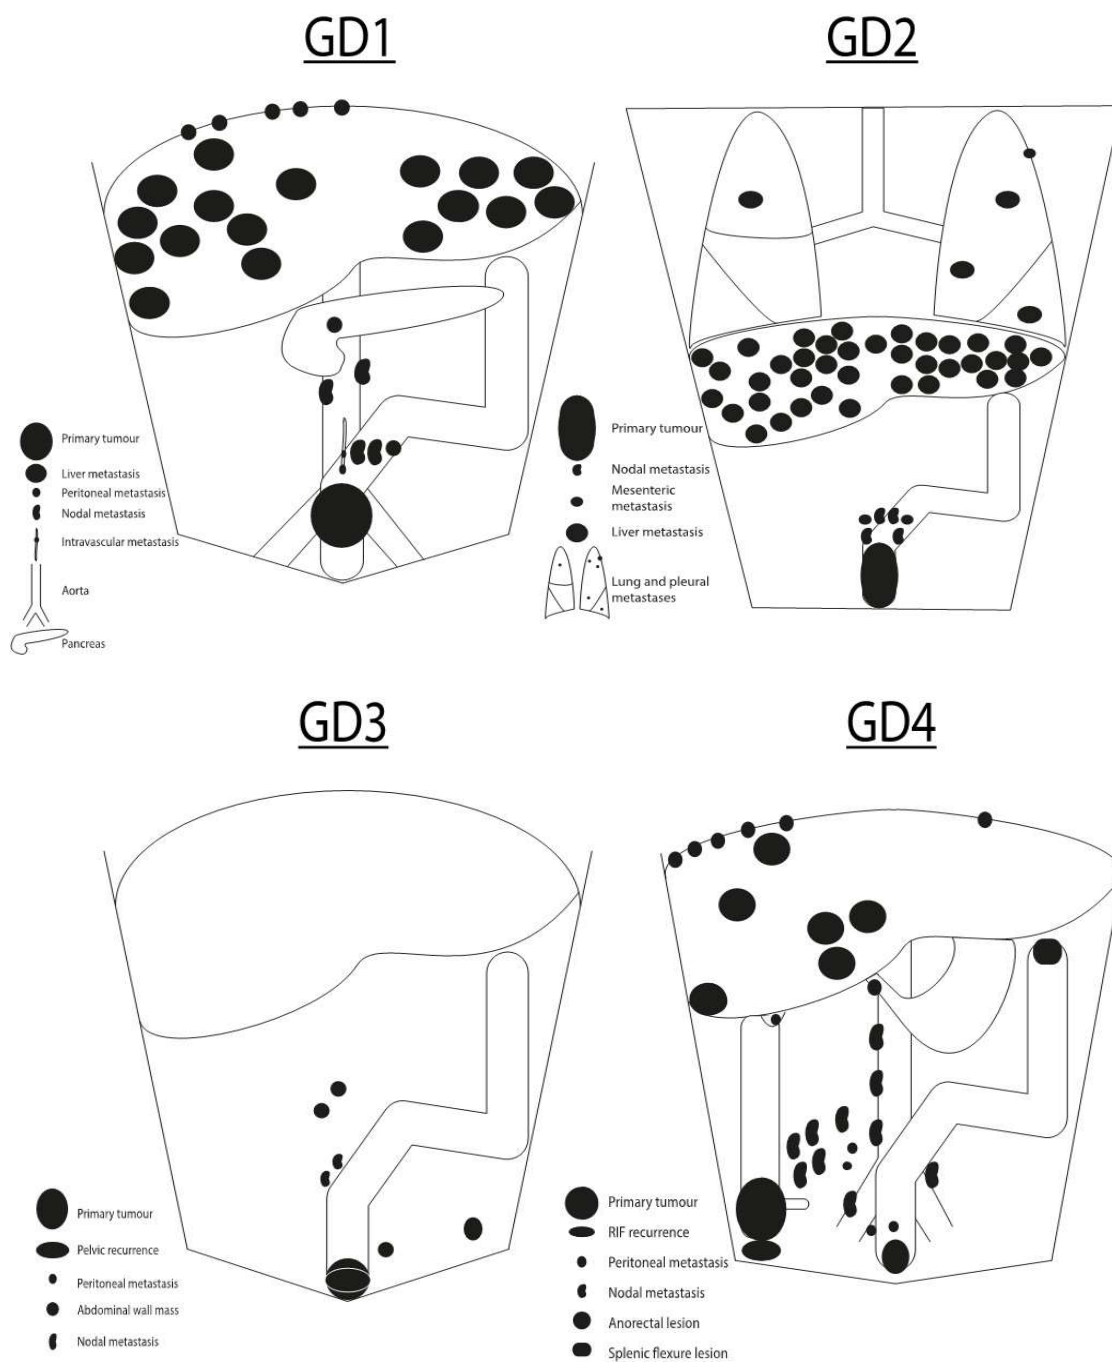 GD1
GD2
Primary tumour
Liver metastasis
Peritoneal metastasis
Nodal metastasis
Intravascular metastasis
Aorta
Pancreas
Primary tumour
Nodal metastasis
Mesenteric
metastasis
Liver metastasis
Lung and pleural
metastases
GD3
GD4
Primary tumour
Pelvic recurrence
Peritoneal metastasis
Abdominal wall mass
Nodal metastasis
Primary tumour
RIF recurrence
Peritoneal metastasis
Nodal metastasis
Anorectal lesion
Splenic flexure lesion